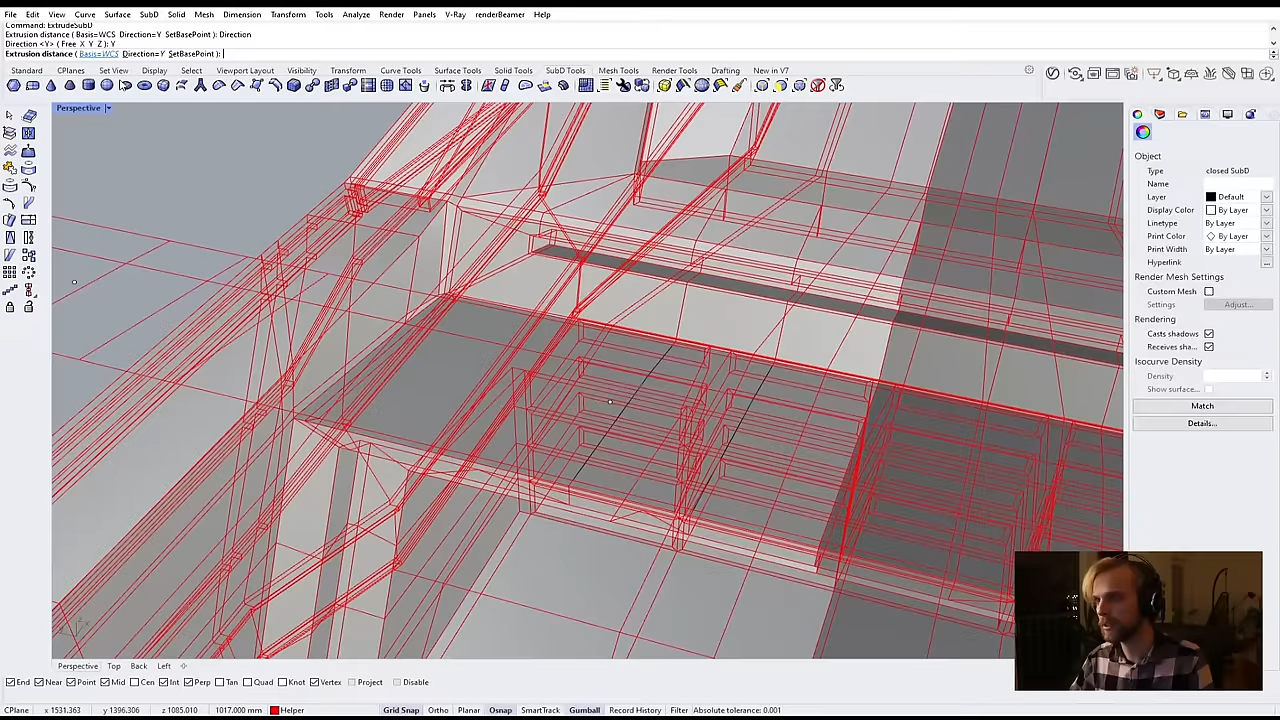 File Edit View Curve Surface SubD Solid Mesh Dimension Transform Tools Analyze Render Panels V-Ray renderBeamer Help
Command: ExtrudeSubD
Extrusion distance ( Basis=WCS Direction=Y SetBasePoint ): Direction
Direction <Y> ( Free X Y Z ): Y
Extrusion distance ( Basis=WCS Direction=Y SetBasePoint ):
Standard CPlanes Set View Display Select Viewport Layout Visibility Transform Curve Tools Surface Tools Solid Tools SubD Tools Mesh Tools Render Tools Drafting New in V7
Perspective
Object
Type closed SubD
Name
Layer Default
Display Color By Layer
Linetype By Layer
Print Color By Layer
Print Width By Layer
Hyperlink ...
Render Mesh Settings
Custom Mesh
Settings Adjust...
Rendering
Casts shadows
Receives sha...
Isocurve Density
Density
Show surface...
Match
Details...
Perspective Top Back Left
End Near Point Mid Cen Int Perp Tan Quad Knot Vertex Project Disable
CPlane x 1531.363 y 1396.306 z 1085.010 1017.000 mm Helper Grid Snap Ortho Planar Osnap SmartTrack Gumball Record History Filter Absolute tolerance: 0.001